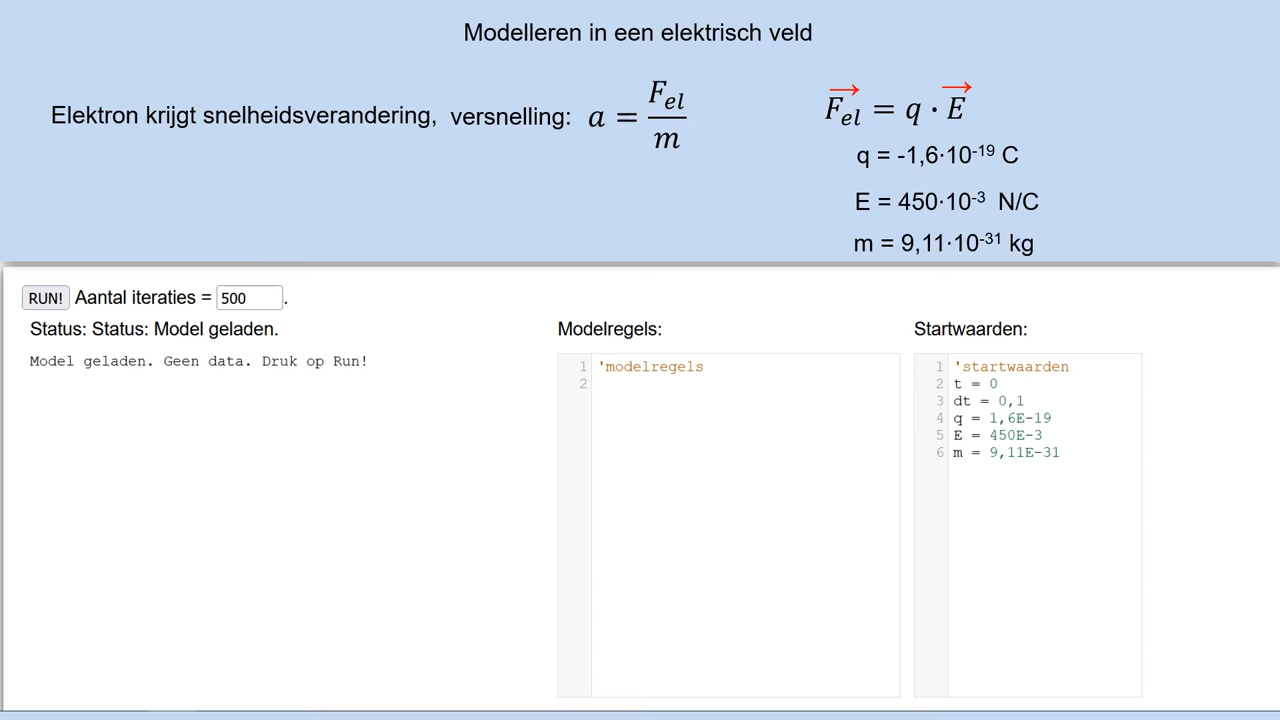 Modelleren in een elektrisch veld
Elektron krijgt snelheidsverandering, versnelling: a = F_el / m
F_el = q · E
q = -1,6·10⁻¹⁹ C
E = 450·10⁻³ N/C
m = 9,11·10⁻³¹ kg
RUN! Aantal iteraties = 500.
Status: Status: Model geladen.
Model geladen. Geen data. Druk op Run!
Modelregels:
1 'modelregels
2
Startwaarden:
1 'startwaarden
2 t = 0
3 dt = 0,1
4 q = 1,6E-19
5 E = 450E-3
6 m = 9,11E-31